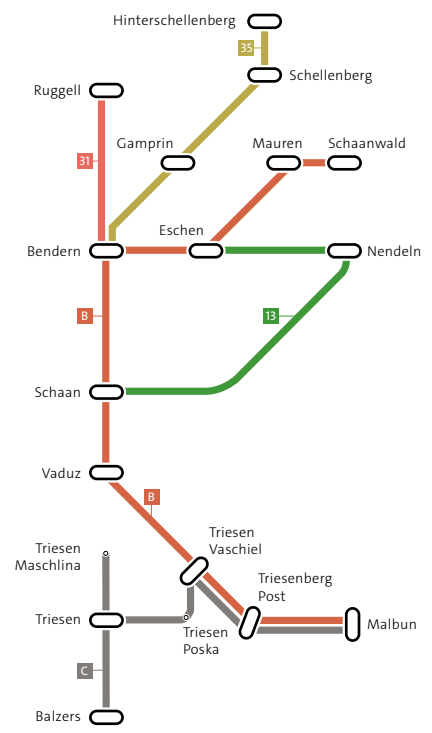 Hinterschellenberg
35
Schellenberg
Ruggell
Gamprin
Mauren
Schaanwald
31
Eschen
Bendern
Nendeln
B
13
Schaan
Vaduz
B
Triesen
Vaschiel
Triesen
Maschlina
Triesenberg
Post
Triesen
Malbun
Triesen
Poska
C
Balzers